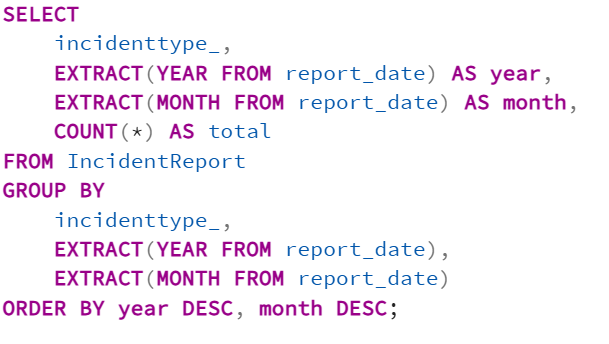 SELECT
    incidenttype_,
    EXTRACT(YEAR FROM report_date) AS year,
    EXTRACT(MONTH FROM report_date) AS month,
    COUNT(*) AS total
FROM IncidentReport
GROUP BY
    incidenttype_,
    EXTRACT(YEAR FROM report_date),
    EXTRACT(MONTH FROM report_date)
ORDER BY year DESC, month DESC;